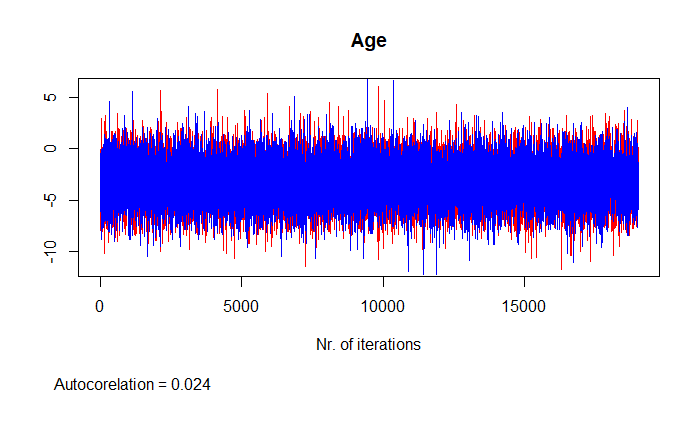 Age
5
0
-5
-10
0 5000 10000 15000
Nr. of iterations
Autocorelation = 0.024